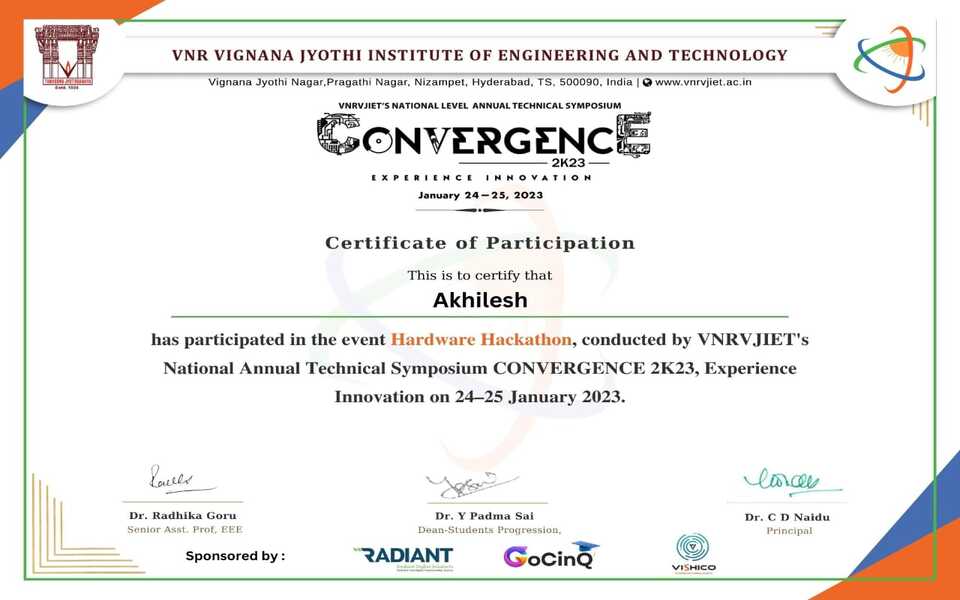 VNR VIGNANA JYOTHI INSTITUTE OF ENGINEERING AND TECHNOLOGY
Vignana Jyothi Nagar,Pragathi Nagar, Nizampet, Hyderabad, TS, 500090, India | www.vnrvjiet.ac.in
Estd. 1995
VNRVJIET'S NATIONAL LEVEL ANNUAL TECHNICAL SYMPOSIUM
CONVERGENCE
2K23
EXPERIENCE INNOVATION
January 24–25, 2023
Certificate of Participation
This is to certify that
Akhilesh
has participated in the event Hardware Hackathon, conducted by VNRVJIET's
National Annual Technical Symposium CONVERGENCE 2K23, Experience
Innovation on 24–25 January 2023.
Dr. Radhika Goru
Senior Asst. Prof, EEE
Dr. Y Padma Sai
Dean-Students Progression,
Dr. C D Naidu
Principal
Sponsored by :
RADIANT
GoCinQ
VISHICO